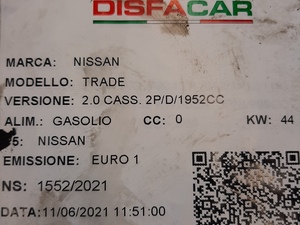 DISFACAR
MARCA: NISSAN
MODELLO: TRADE
VERSIONE: 2.0 CASS. 2P/D/1952CC
ALIM.: GASOLIO CC: 0 KW: 44
5: NISSAN
EMISSIONE: EURO 1
NS: 1552/2021
DATA:11/06/2021 11:51:00